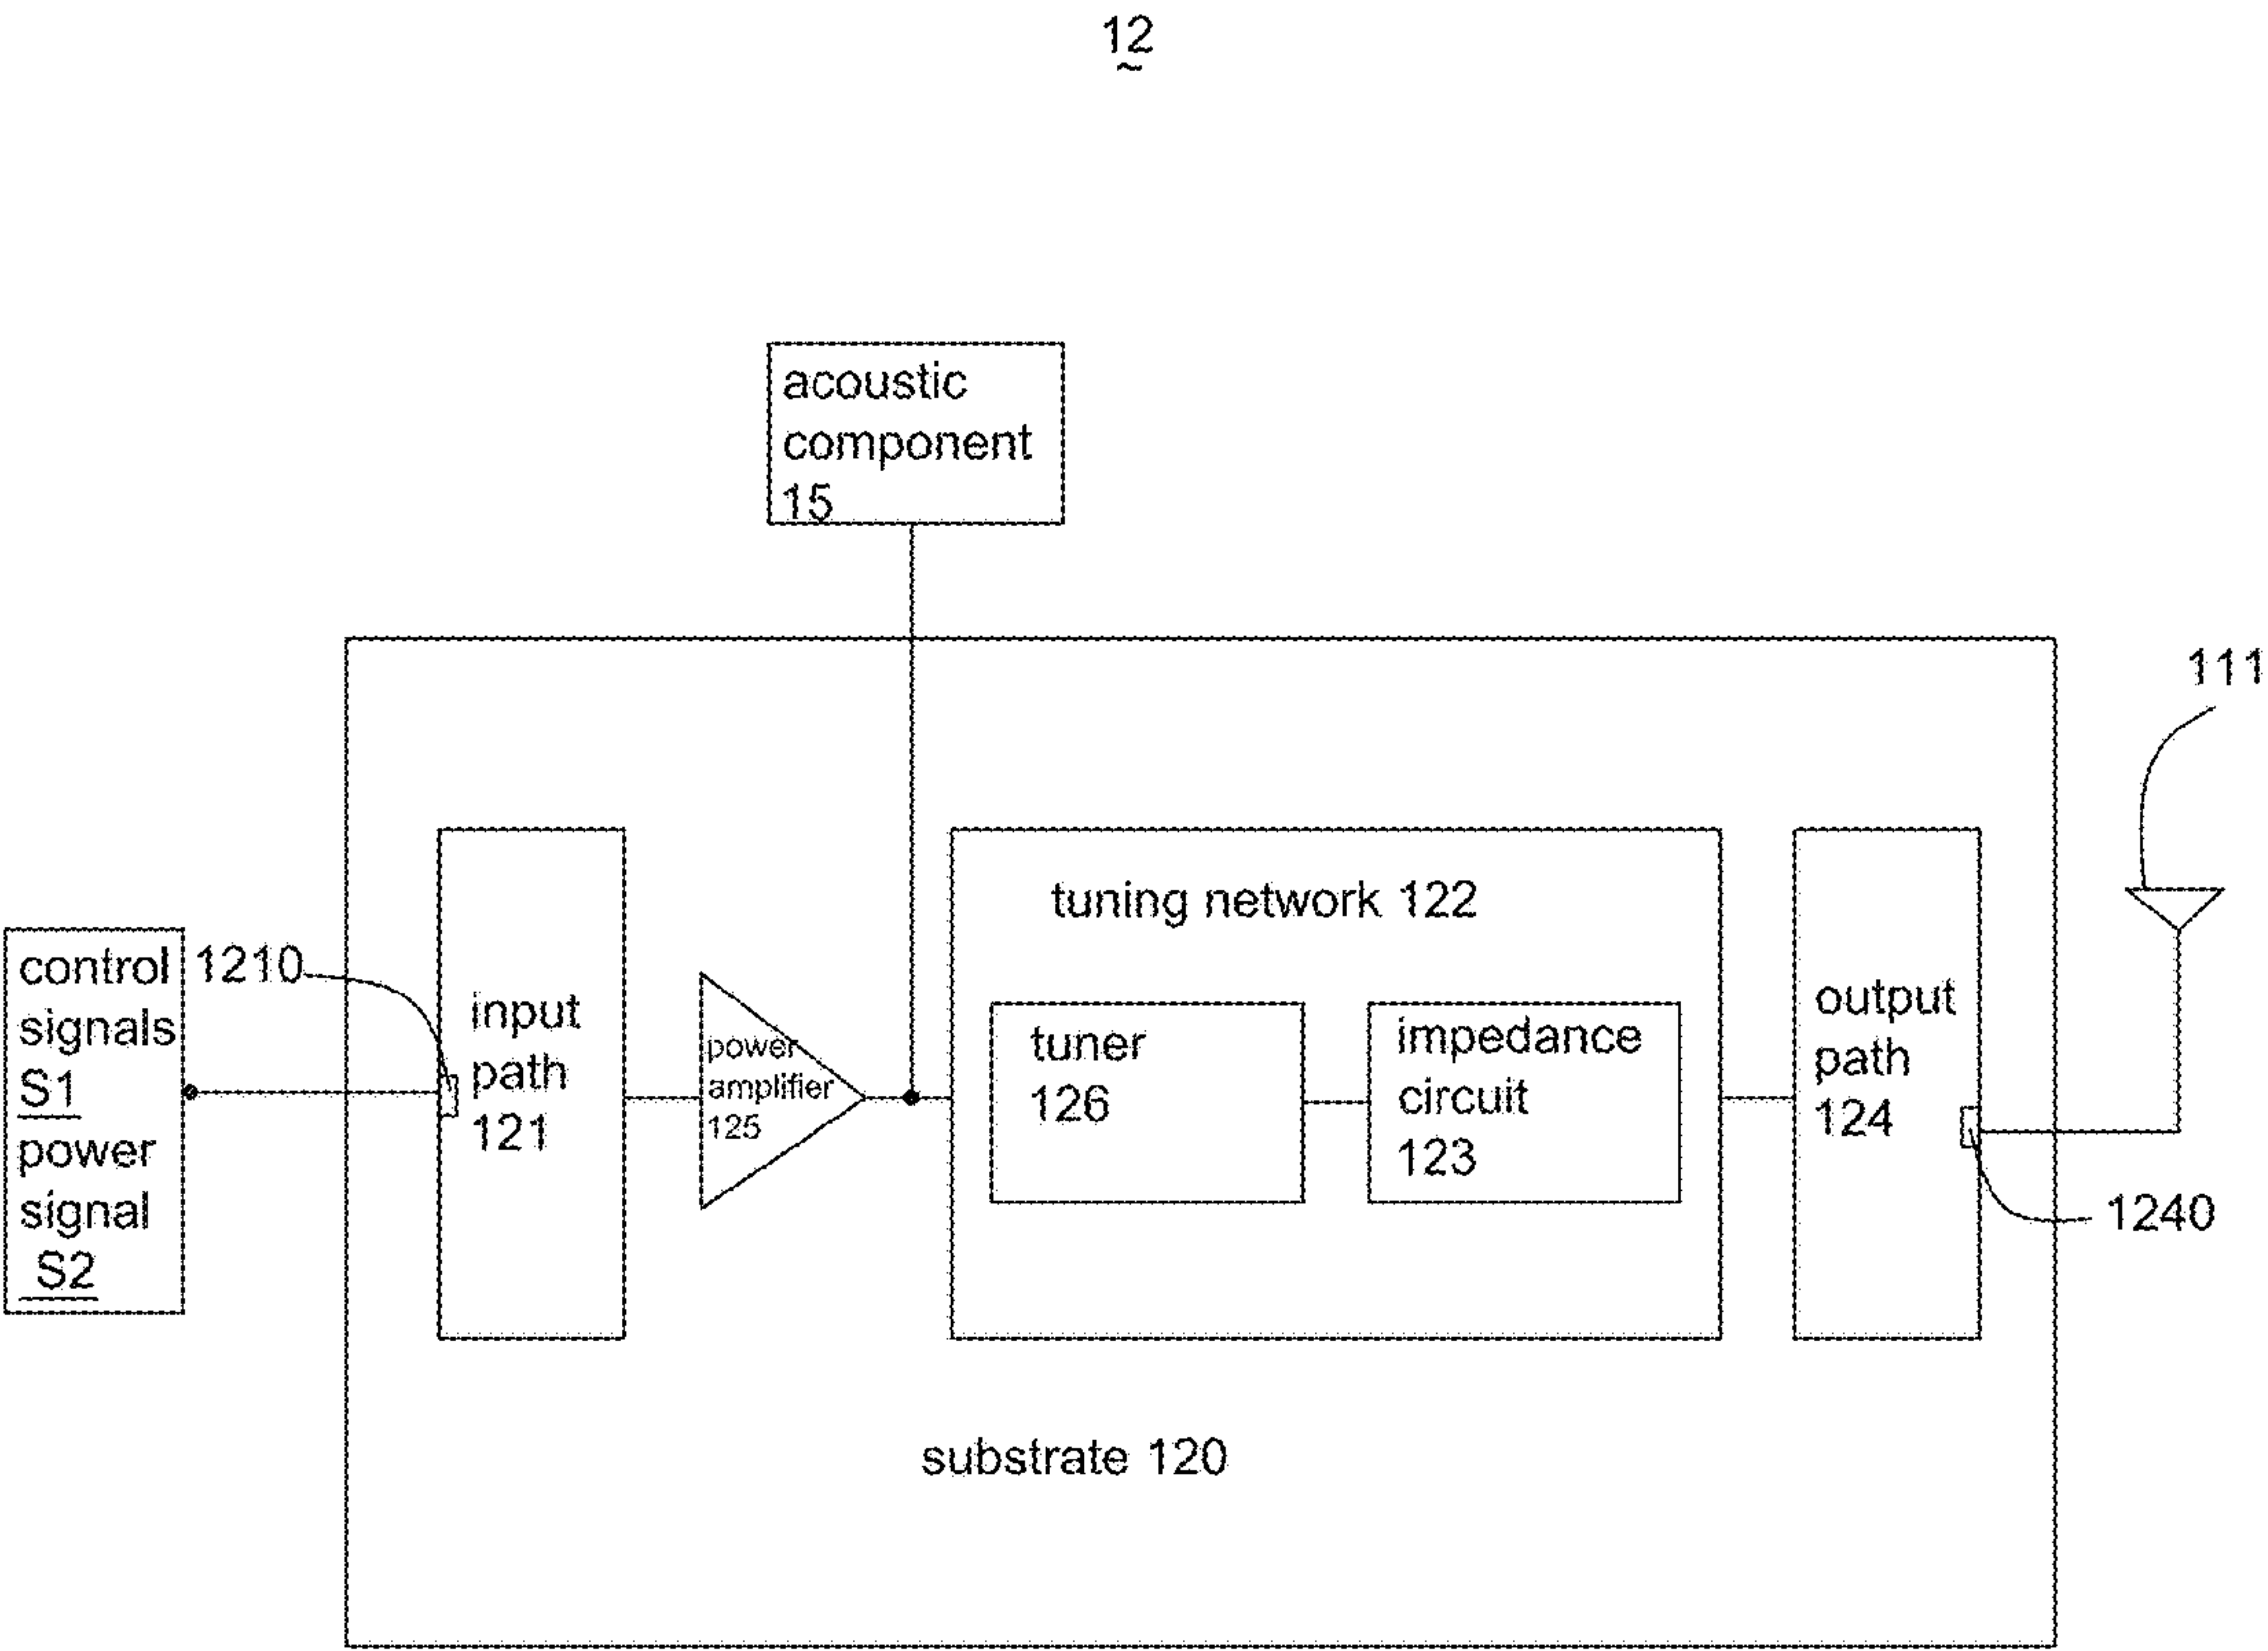 12
acoustic
component
15
111
control
signals
S1
power
signal
S2
1210
input
path
121
power
amplifier
125
tuning network 122
tuner
126
impedance
circuit
123
output
path
124
1240
substrate 120